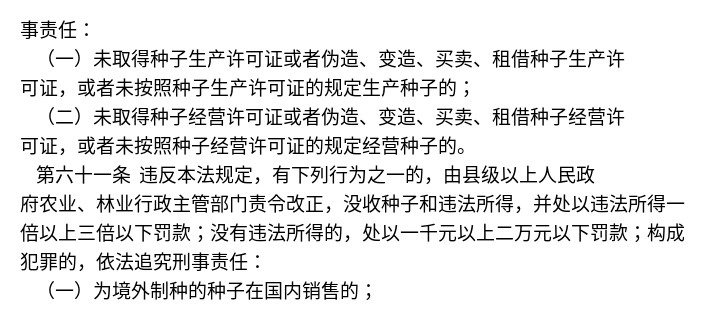 事责任：
（一）未取得种子生产许可证或者伪造、变造、买卖、租借种子生产许
可证，或者未按照种子生产许可证的规定生产种子的；
（二）未取得种子经营许可证或者伪造、变造、买卖、租借种子经营许
可证，或者未按照种子经营许可证的规定经营种子的。
第六十一条 违反本法规定，有下列行为之一的，由县级以上人民政
府农业、林业行政主管部门责令改正，没收种子和违法所得，并处以违法所得一
倍以上三倍以下罚款；没有违法所得的，处以一千元以上二万元以下罚款；构成
犯罪的，依法追究刑事责任：
（一）为境外制种的种子在国内销售的；